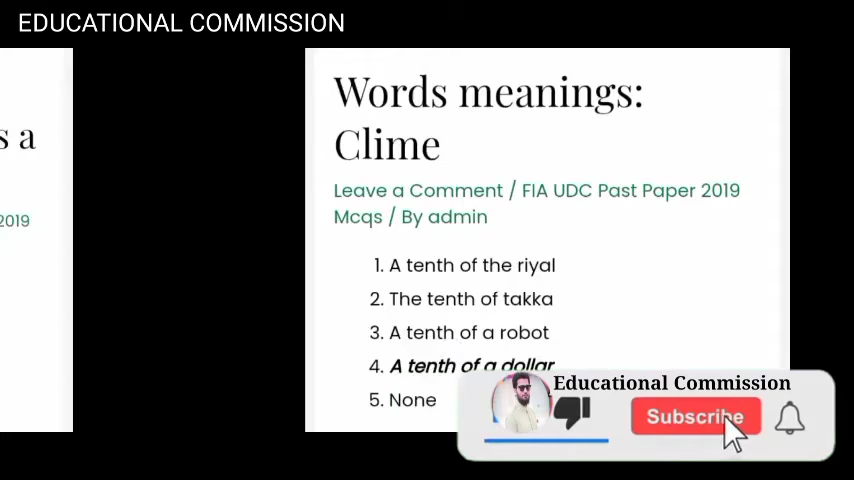 EDUCATIONAL COMMISSION
s a
2019
Words meanings:
Clime
Leave a Comment / FIA UDC Past Paper 2019
Mcqs / By admin
1. A tenth of the riyal
2. The tenth of takka
3. A tenth of a robot
4. A tenth of a dollar
5. None
Educational Commission
Subscribe